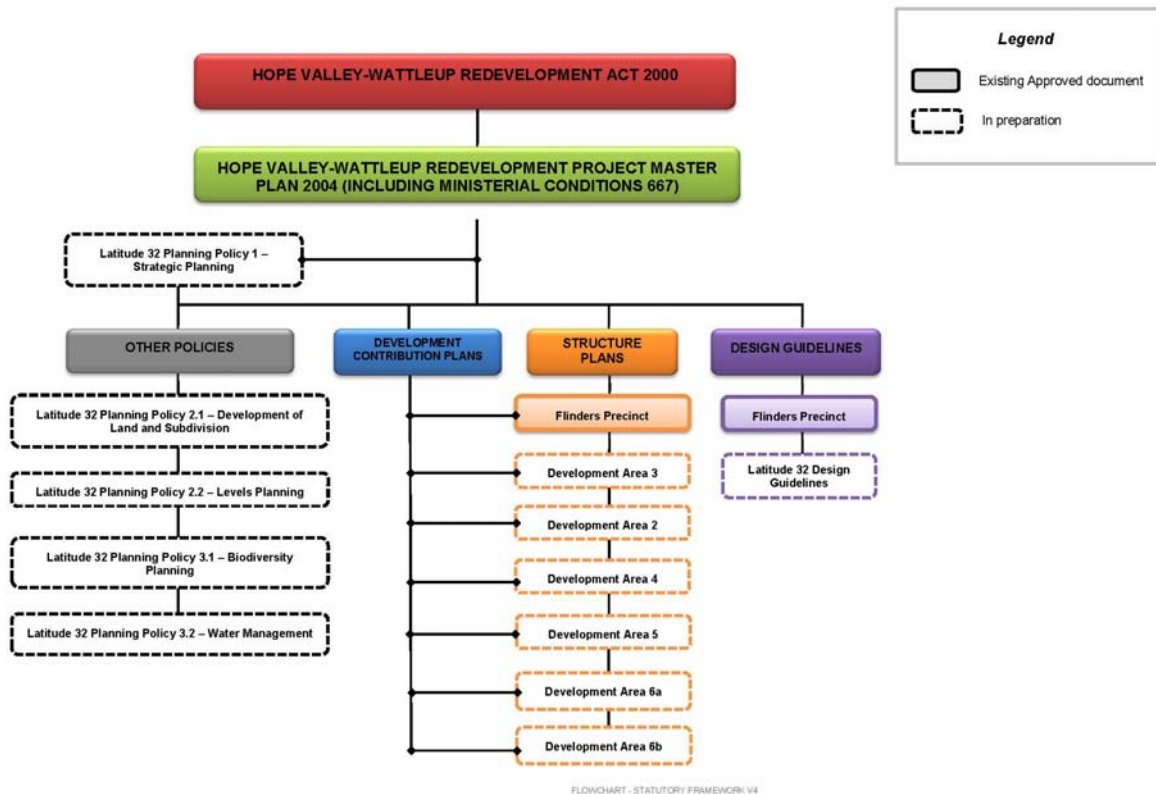 Legend
Existing Approved document
In preparation
HOPE VALLEY-WATTLEUP REDEVELOPMENT ACT 2000
HOPE VALLEY-WATTLEUP REDEVELOPMENT PROJECT MASTER
PLAN 2004 (INCLUDING MINISTERIAL CONDITIONS 667)
Latitude 32 Planning Policy 1 –
Strategic Planning
OTHER POLICIES
Latitude 32 Planning Policy 2.1 – Development of
Land and Subdivision
Latitude 32 Planning Policy 2.2 – Levels Planning
Latitude 32 Planning Policy 3.1 – Biodiversity
Planning
Latitude 32 Planning Policy 3.2 – Water Management
DEVELOPMENT
CONTRIBUTION PLANS
STRUCTURE
PLANS
Flinders Precinct
Development Area 3
Development Area 2
Development Area 4
Development Area 5
Development Area 6a
Development Area 6b
DESIGN GUIDELINES
Flinders Precinct
Latitude 32 Design
Guidelines
FLOWCHART - STATUTORY FRAMEWORK V4